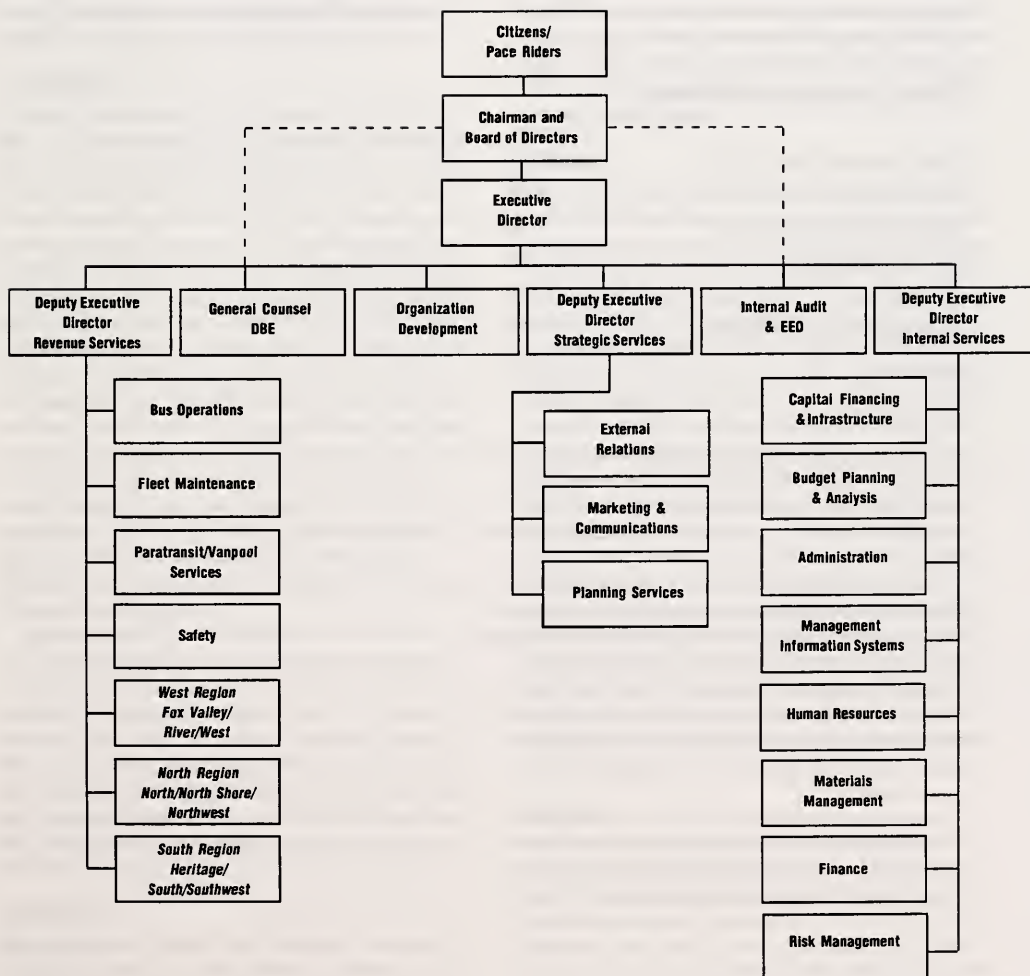 Citizens/
Pace Riders
Chairman and
Board of Directors
Executive
Director
Deputy Executive
Director
Revenue Services
General Counsel
DBE
Organization
Development
Deputy Executive
Director
Strategic Services
Internal Audit
& EEO
Deputy Executive
Director
Internal Services
Bus Operations
Fleet Maintenance
Paratransit/Vanpool
Services
Safety
West Region
Fox Valley/
River/West
North Region
North/North Shore/
Northwest
South Region
Heritage/
South/Southwest
External
Relations
Marketing &
Communications
Planning Services
Capital Financing
& Infrastructure
Budget Planning
& Analysis
Administration
Management
Information Systems
Human Resources
Materials
Management
Finance
Risk Management